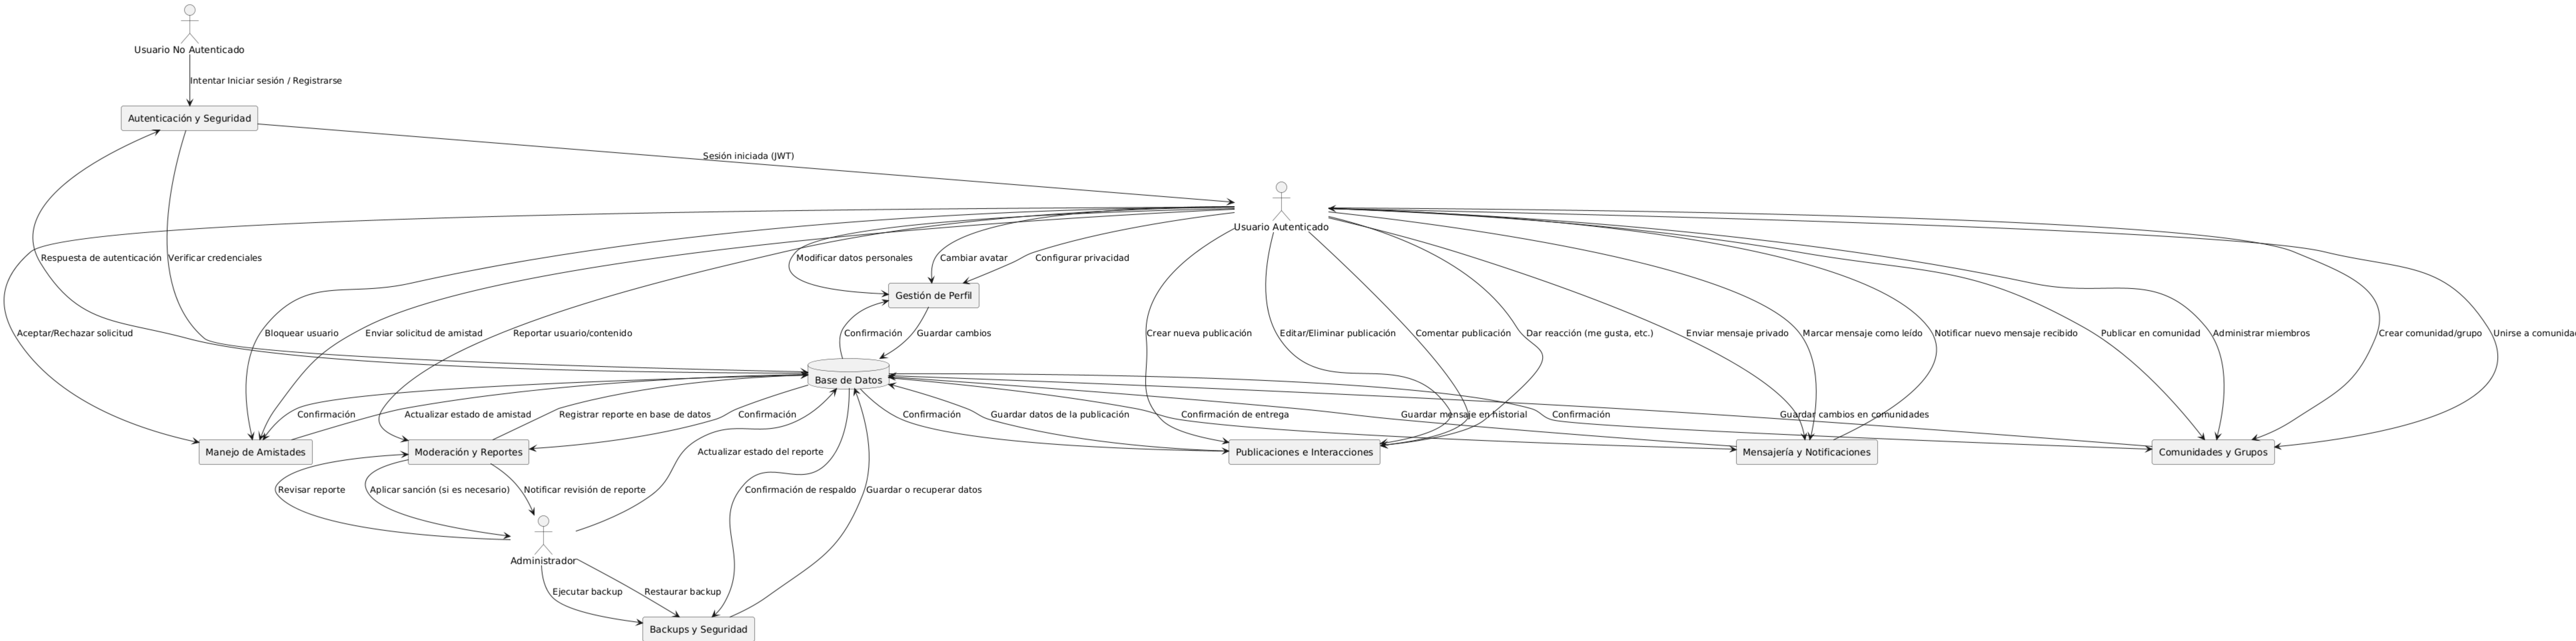 Usuario No Autenticado
Intentar Iniciar sesión / Registrarse
Autenticación y Seguridad
Sesión iniciada (JWT)
Usuario Autenticado
Respuesta de autenticación
Verificar credenciales
Modificar datos personales
Cambiar avatar
Configurar privacidad
Gestión de Perfil
Aceptar/Rechazar solicitud
Bloquear usuario
Enviar solicitud de amistad
Reportar usuario/contenido
Confirmación
Guardar cambios
Crear nueva publicación
Editar/Eliminar publicación
Comentar publicación
Dar reacción (me gusta, etc.)
Enviar mensaje privado
Marcar mensaje como leído
Notificar nuevo mensaje recibido
Publicar en comunidad
Administrar miembros
Crear comunidad/grupo
Unirse a comunida
Base de Datos
Confirmación
Actualizar estado de amistad
Registrar reporte en base de datos
Confirmación
Confirmación
Guardar datos de la publicación
Confirmación de entrega
Guardar mensaje en historial
Confirmación
Guardar cambios en comunidades
Manejo de Amistades
Moderación y Reportes
Actualizar estado del reporte
Publicaciones e Interacciones
Mensajería y Notificaciones
Comunidades y Grupos
Revisar reporte
Aplicar sanción (si es necesario)
Notificar revisión de reporte
Confirmación de respaldo
Guardar o recuperar datos
Administrador
Ejecutar backup
Restaurar backup
Backups y Seguridad